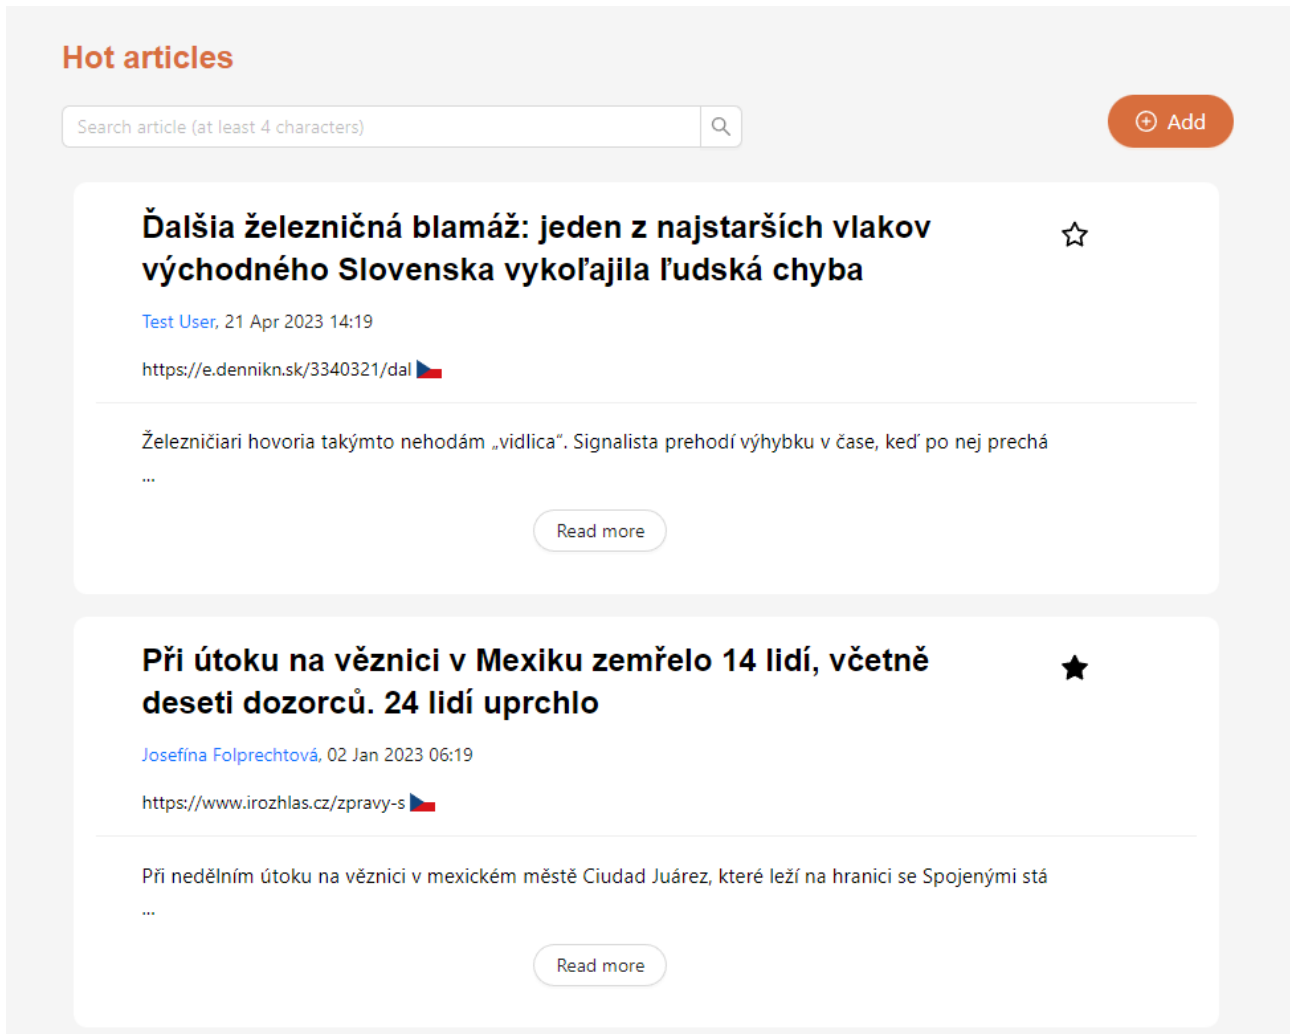 Hot articles
Search article (at least 4 characters)
Add
Ďalšia železničná blamáž: jeden z najstarších vlakov
východného Slovenska vykoľajila ľudská chyba
Test User, 21 Apr 2023 14:19
https://e.dennikn.sk/3340321/dal
Železničiari hovoria takýmto nehodám „vidlica“. Signalista prehodí výhybku v čase, keď po nej prechá
...
Read more
Při útoku na věznici v Mexiku zemřelo 14 lidí, včetně
deseti dozorců. 24 lidí uprchlo
Josefína Folprechtová, 02 Jan 2023 06:19
https://www.irozhlas.cz/zpravy-s
Při nedělním útoku na věznici v mexickém městě Ciudad Juárez, které leží na hranici se Spojenými stá
...
Read more